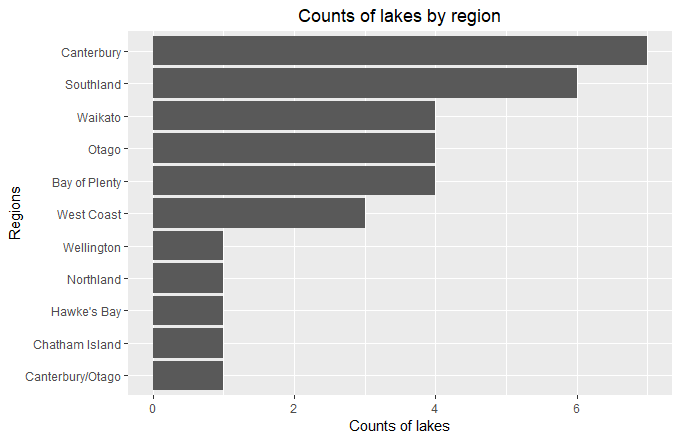 Counts of lakes by region
Regions
Canterbury
Southland
Waikato
Otago
Bay of Plenty
West Coast
Wellington
Northland
Hawke's Bay
Chatham Island
Canterbury/Otago
0 2 4 6
Counts of lakes